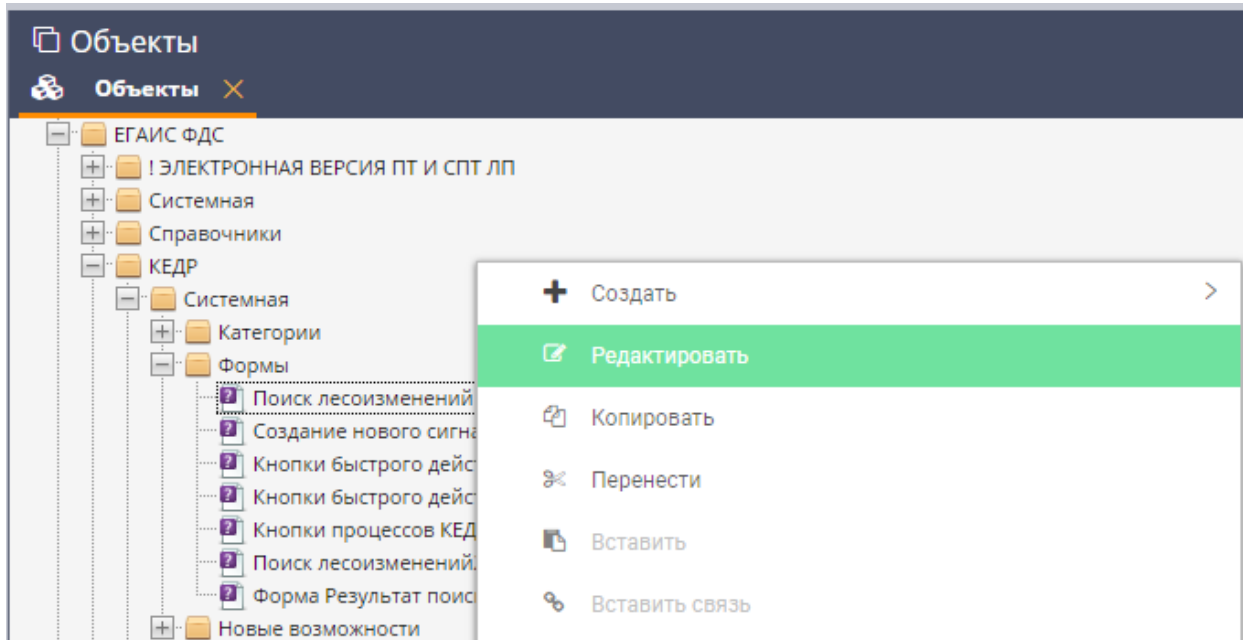 Объекты
Объекты
ЕГАИС ФДС
! ЭЛЕКТРОННАЯ ВЕРСИЯ ПТ И СПТ ЛП
Системная
Справочники
КЕДР
Системная
Категории
Формы
Поиск лесоизменений
Создание нового сигна
Кнопки быстрого дейс
Кнопки быстрого дейс
Кнопки процессов КЕД
Поиск лесоизменений.
Форма Результат поис
Новые возможности
Создать
Редактировать
Копировать
Перенести
Вставить
Вставить связь